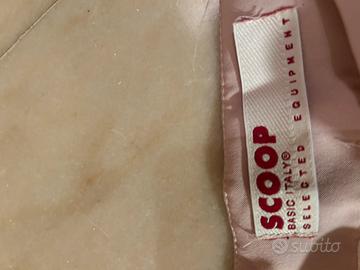 SCOOP
BASIC ITALY®
SELECTED EQUIPMENT
subito